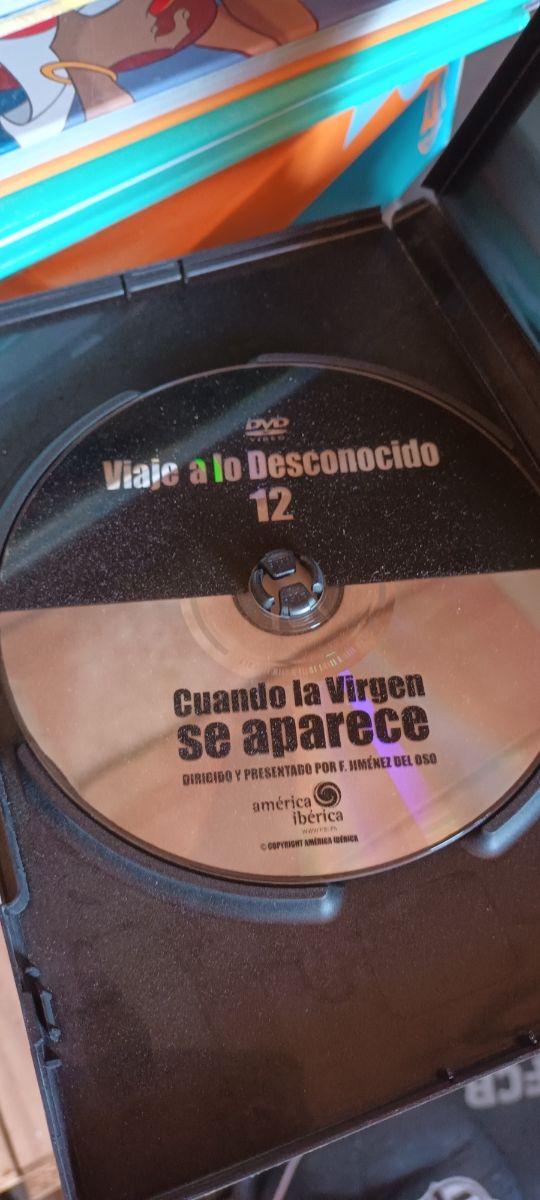 DVD
VIDEO
Viaje a lo Desconocido
12
Cuando la Virgen
se aparece
DIRIGIDO Y PRESENTADO POR F. JIMÉNEZ DEL OSO
américa
ibérica
© COPYRIGHT AMÉRICA IBÉRICA
FCB